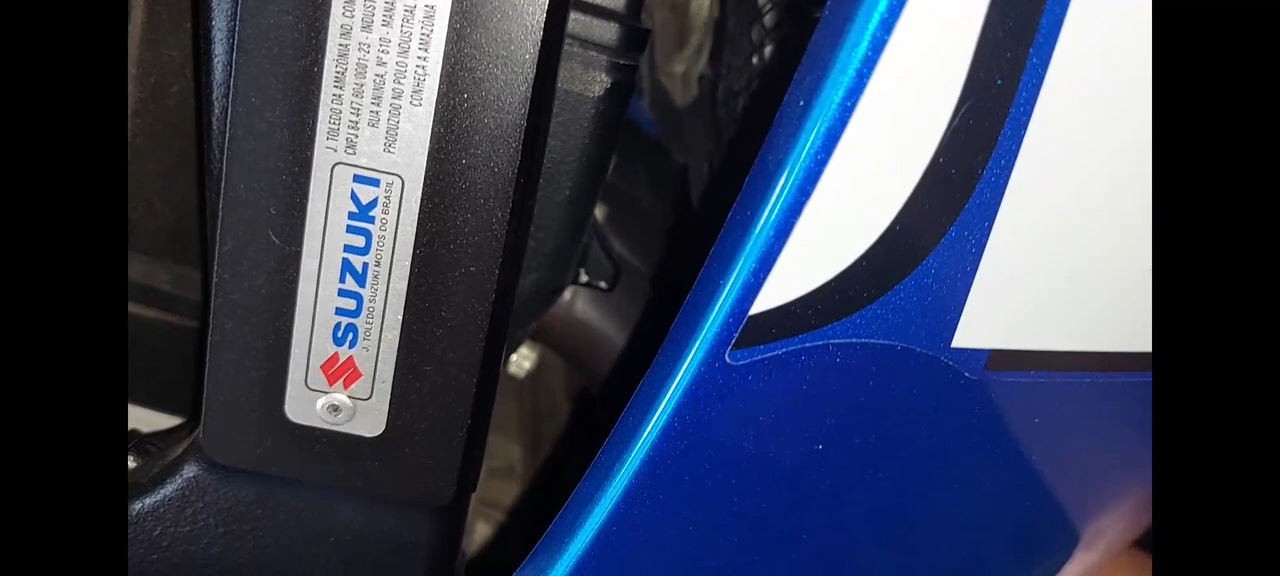 SUZUKI
J. TOLEDO SUZUKI MOTOS DO BRASIL
J. TOLEDO DA AMAZÔNIA IND. COM
CNPJ 84.447.804/0001-23 - INDUST
RUA ANINGA, Nº 610 - MANA
PRODUZIDO NO POLO INDUSTRIAL
CONHEÇA A AMAZÔNIA